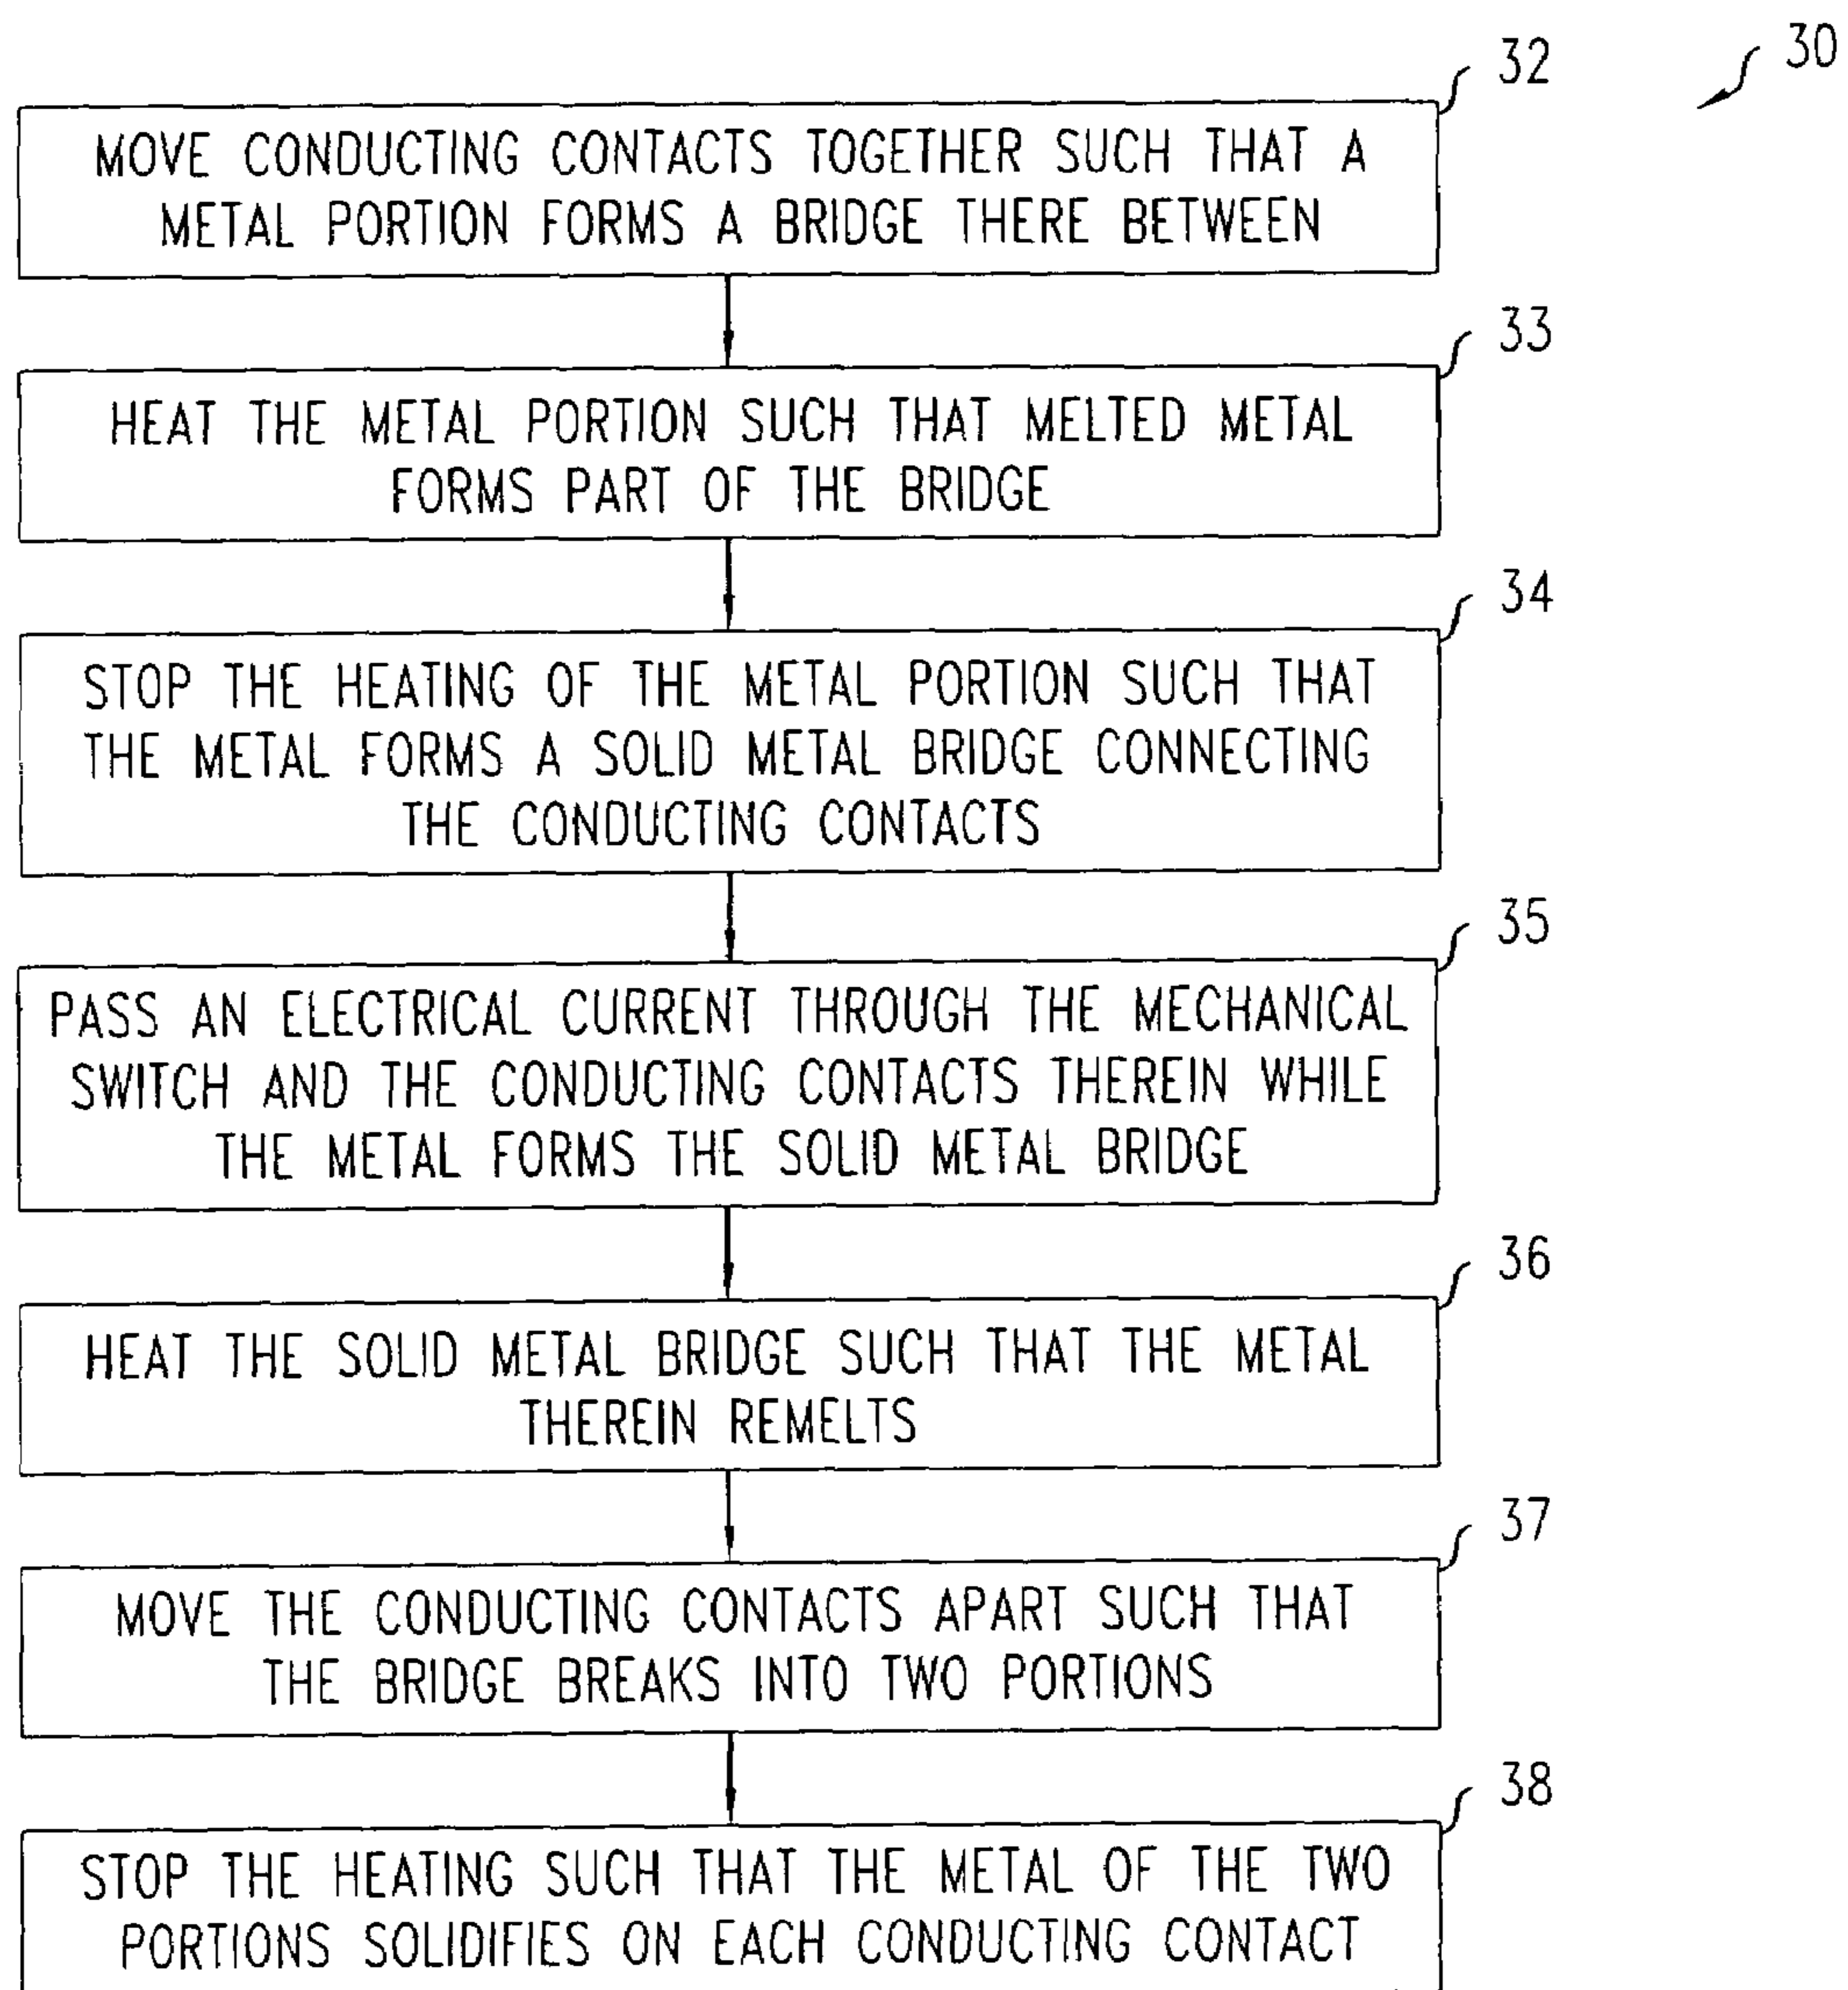 30
32
MOVE CONDUCTING CONTACTS TOGETHER SUCH THAT A
METAL PORTION FORMS A BRIDGE THERE BETWEEN
33
HEAT THE METAL PORTION SUCH THAT MELTED METAL
FORMS PART OF THE BRIDGE
34
STOP THE HEATING OF THE METAL PORTION SUCH THAT
THE METAL FORMS A SOLID METAL BRIDGE CONNECTING
THE CONDUCTING CONTACTS
35
PASS AN ELECTRICAL CURRENT THROUGH THE MECHANICAL
SWITCH AND THE CONDUCTING CONTACTS THEREIN WHILE
THE METAL FORMS THE SOLID METAL BRIDGE
36
HEAT THE SOLID METAL BRIDGE SUCH THAT THE METAL
THEREIN REMELTS
37
MOVE THE CONDUCTING CONTACTS APART SUCH THAT
THE BRIDGE BREAKS INTO TWO PORTIONS
38
STOP THE HEATING SUCH THAT THE METAL OF THE TWO
PORTIONS SOLIDIFIES ON EACH CONDUCTING CONTACT